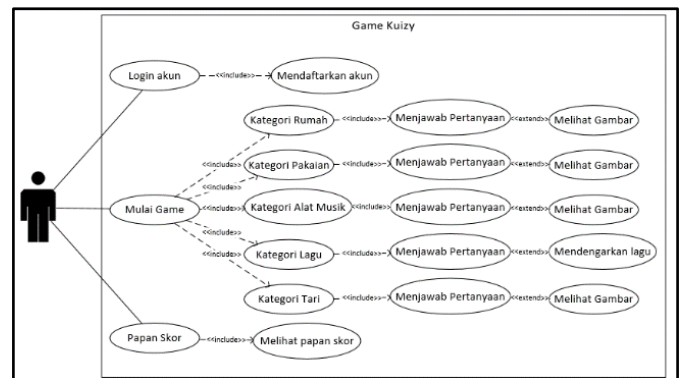 Game Kuizy
Login akun
<<include>>
Mendaftarkan akun
Kategori Rumah
<<include>>
Menjawab Pertanyaan
<<extend>>
Melihat Gambar
<<include>>
Kategori Pakaian
<<include>>
Menjawab Pertanyaan
<<extend>>
Melihat Gambar
<<include>>
Mulai Game
<<include>>
Kategori Alat Musik
<<include>>
Menjawab Pertanyaan
<<extend>>
Melihat Gambar
<<include>>
Kategori Lagu
<<include>>
Menjawab Pertanyaan
<<extend>>
Mendengarkan lagu
<<include>>
Kategori Tari
<<include>>
Menjawab Pertanyaan
<<extend>>
Melihat Gambar
Papan Skor
<<include>>
Melihat papan skor